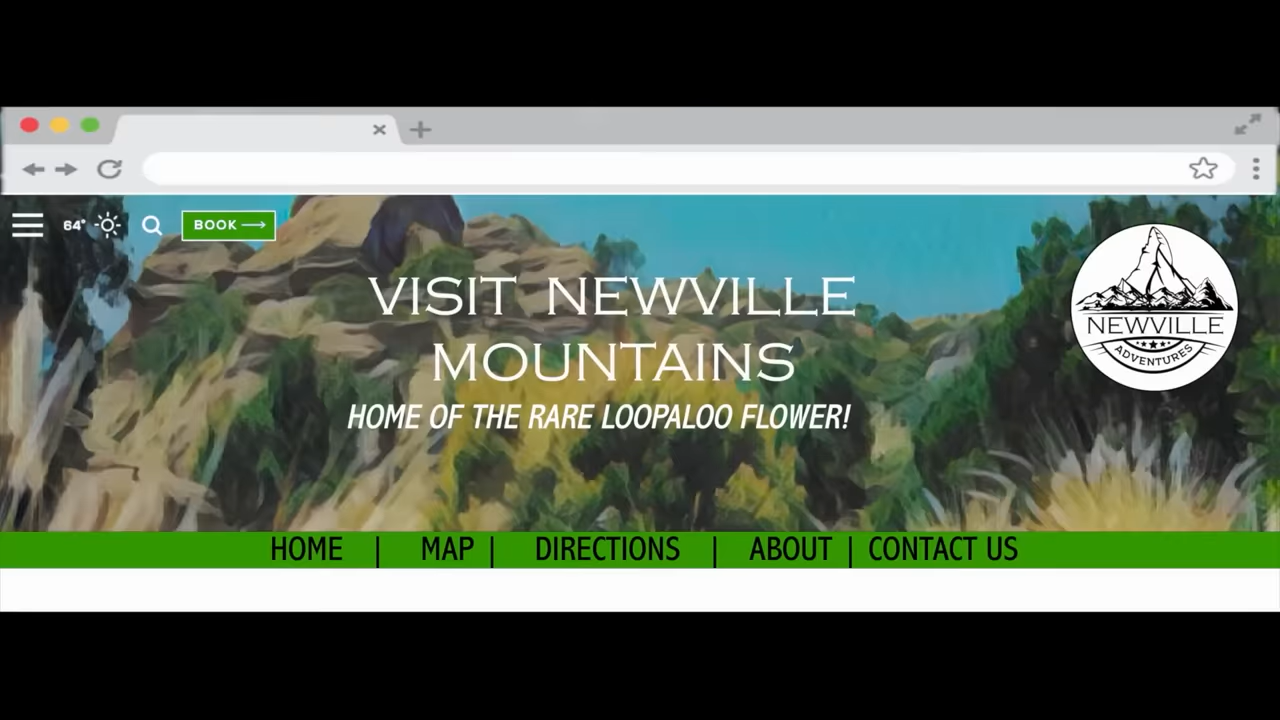 64°
BOOK
VISIT NEWVILLE
MOUNTAINS
HOME OF THE RARE LOOPALOO FLOWER!
NEWVILLE
ADVENTURES
HOME | MAP | DIRECTIONS | ABOUT | CONTACT US